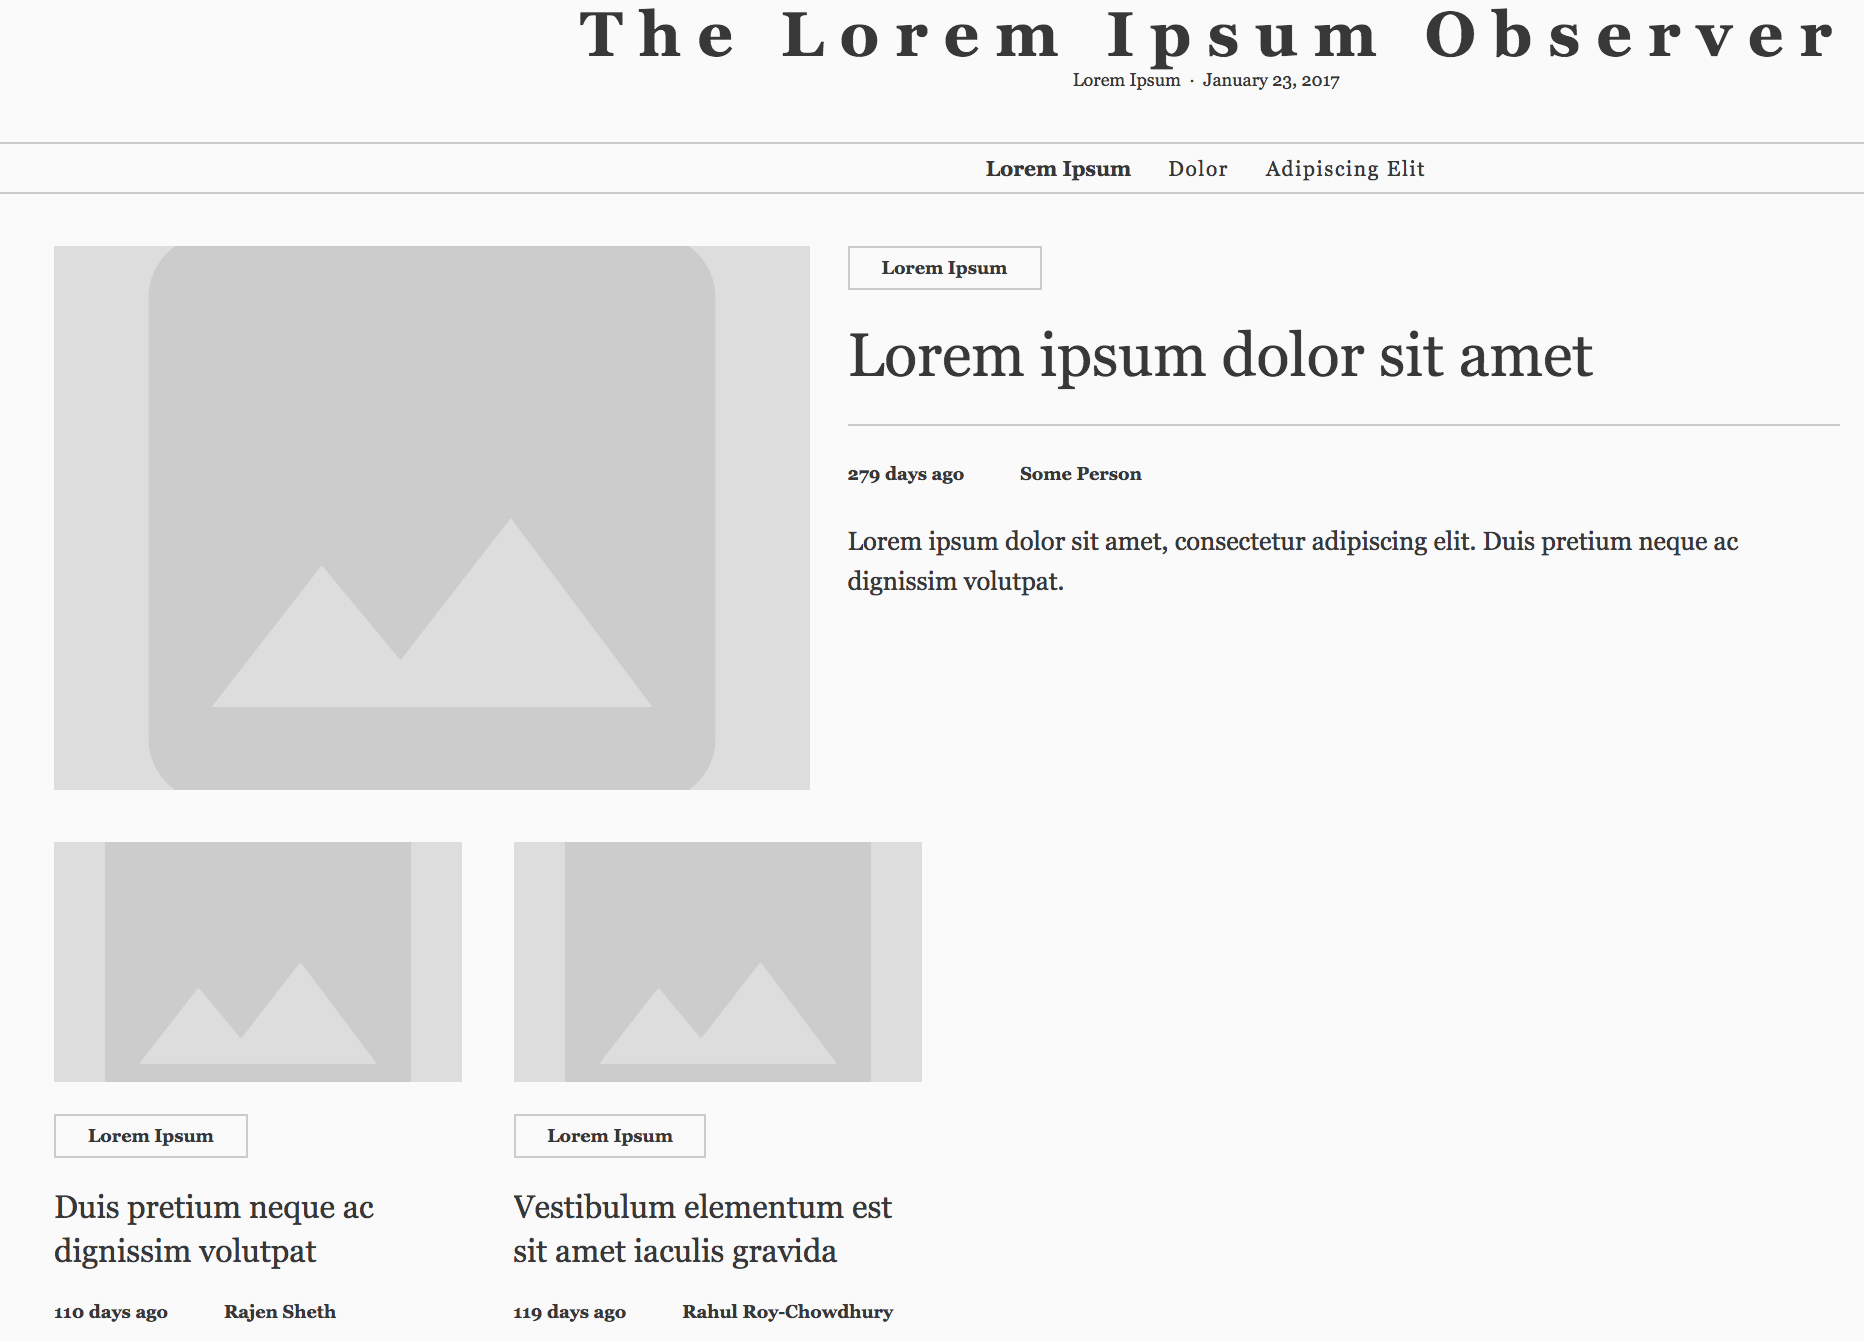 The Lorem Ipsum Observer
Lorem Ipsum · January 23, 2017
Lorem Ipsum Dolor Adipiscing Elit
Lorem Ipsum
Lorem ipsum dolor sit amet
279 days ago Some Person
Lorem ipsum dolor sit amet, consectetur adipiscing elit. Duis pretium neque ac
dignissim volutpat.
Lorem Ipsum
Duis pretium neque ac
dignissim volutpat
110 days ago Rajen Sheth
Lorem Ipsum
Vestibulum elementum est
sit amet iaculis gravida
119 days ago Rahul Roy-Chowdhury